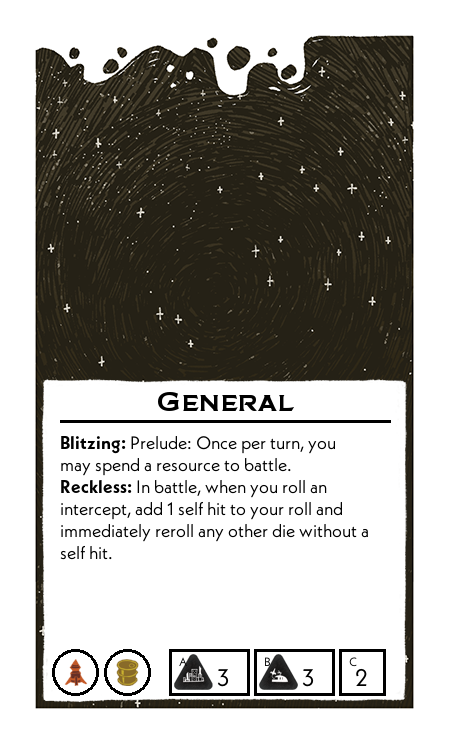 GENERAL
Blitzing: Prelude: Once per turn, you
may spend a resource to battle.
Reckless: In battle, when you roll an
intercept, add 1 self hit to your roll and
immediately reroll any other die without a
self hit.
A 3 B 3 C 2